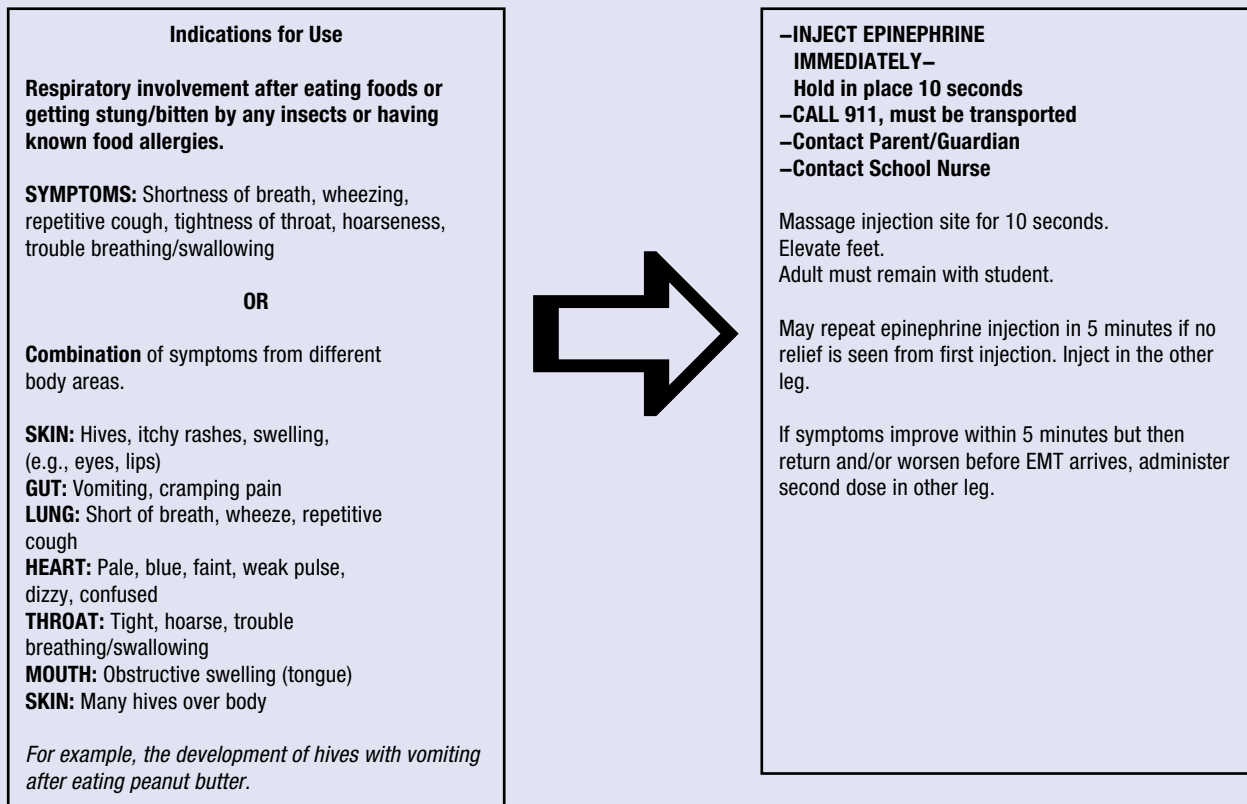 Indications for Use
Respiratory involvement after eating foods or
getting stung/bitten by any insects or having
known food allergies.
SYMPTOMS: Shortness of breath, wheezing,
repetitive cough, tightness of throat, hoarseness,
trouble breathing/swallowing
OR
Combination of symptoms from different
body areas.
SKIN: Hives, itchy rashes, swelling,
(e.g., eyes, lips)
GUT: Vomiting, cramping pain
LUNG: Short of breath, wheeze, repetitive
cough
HEART: Pale, blue, faint, weak pulse,
dizzy, confused
THROAT: Tight, hoarse, trouble
breathing/swallowing
MOUTH: Obstructive swelling (tongue)
SKIN: Many hives over body
For example, the development of hives with vomiting
after eating peanut butter.
–INJECT EPINEPHRINE
IMMEDIATELY–
Hold in place 10 seconds
–CALL 911, must be transported
–Contact Parent/Guardian
–Contact School Nurse
Massage injection site for 10 seconds.
Elevate feet.
Adult must remain with student.
May repeat epinephrine injection in 5 minutes if no
relief is seen from first injection. Inject in the other
leg.
If symptoms improve within 5 minutes but then
return and/or worsen before EMT arrives, administer
second dose in other leg.